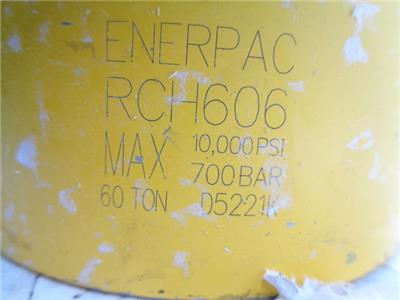 ENERPAC
RCH606
MAX 10,000 PSI
700 BAR
60 TON D5221K